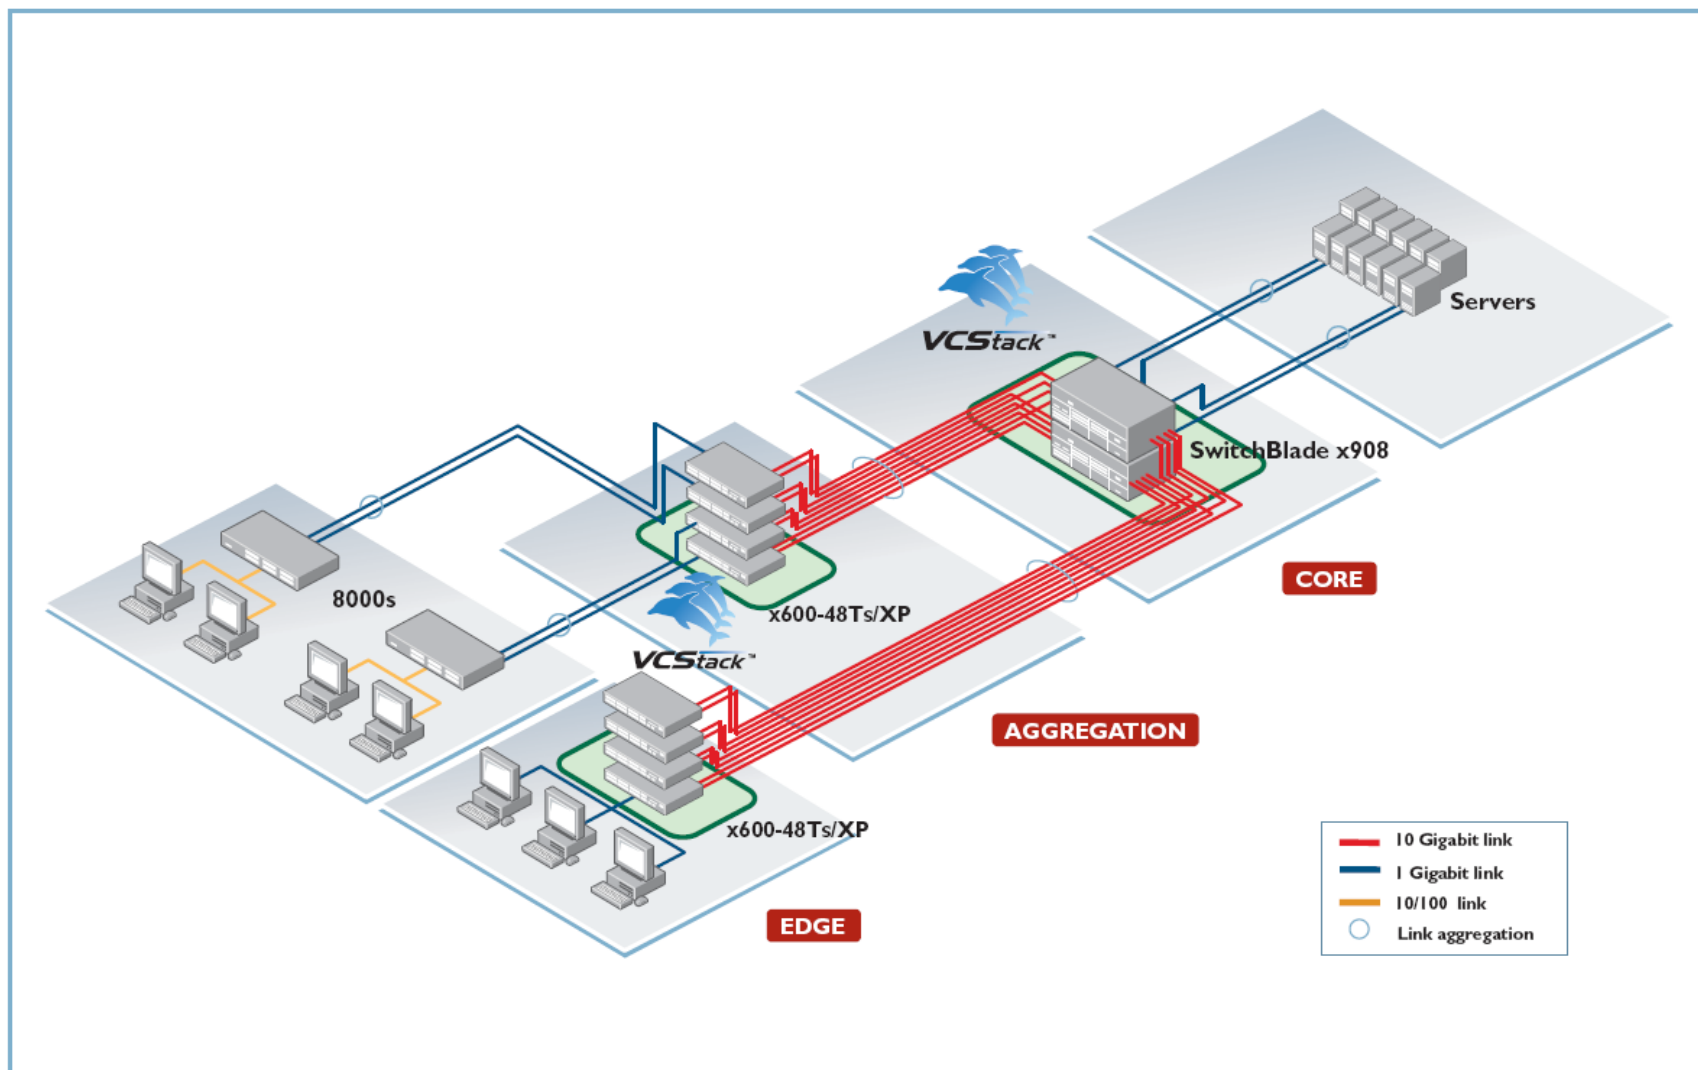 VCStack™
Servers
SwitchBlade x908
8000s
x600-48Ts/XP
CORE
VCStack™
AGGREGATION
x600-48Ts/XP
EDGE
10 Gigabit link
1 Gigabit link
10/100 link
Link aggregation